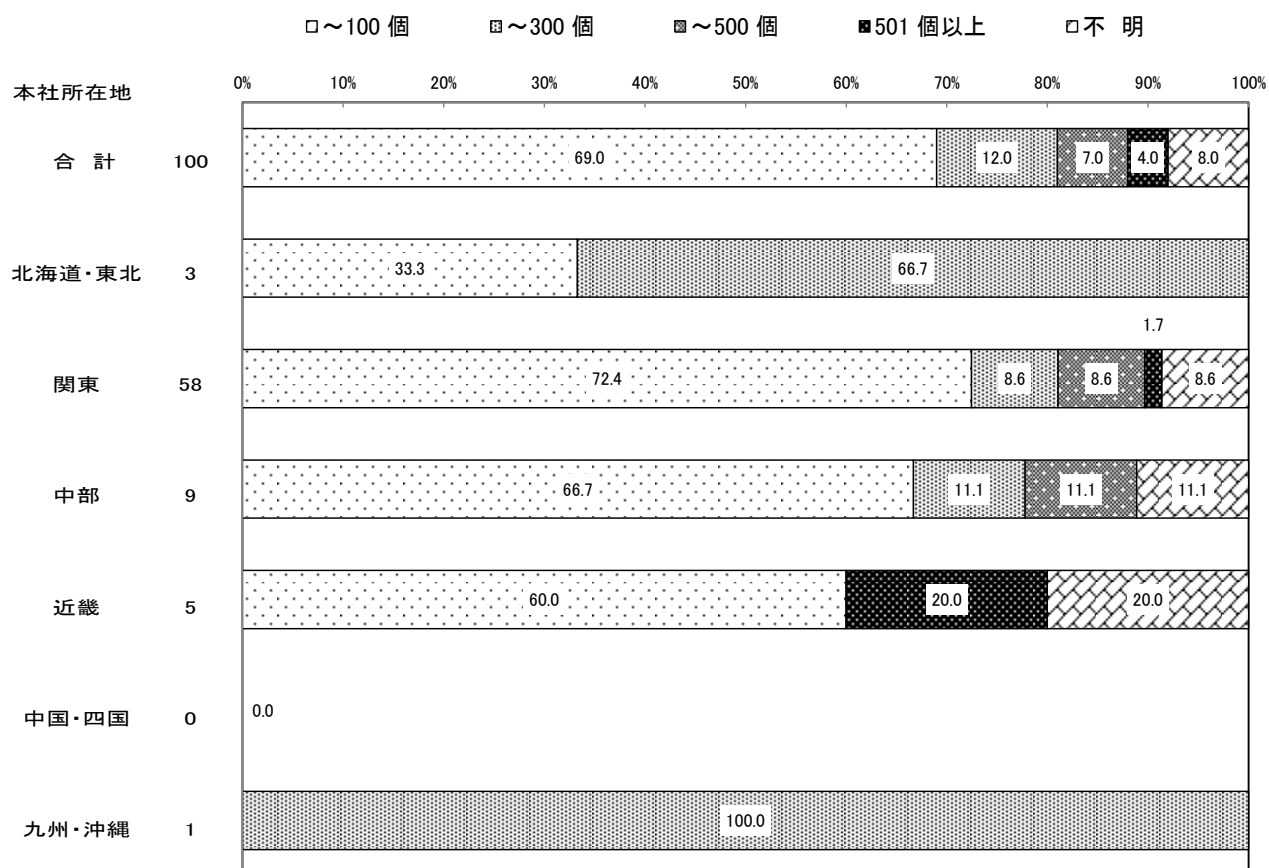 ～100 個 ～300 個 ～500 個 501 個以上 不 明
0% 10% 20% 30% 40% 50% 60% 70% 80% 90% 100%
本社所在地
合 計 100 69.0 12.0 7.0 4.0 8.0
北海道･東北 3 33.3 66.7
1.7
関東 58 72.4 8.6 8.6 8.6
中部 9 66.7 11.1 11.1 11.1
近畿 5 60.0 20.0 20.0
中国･四国 0 0.0
九州･沖縄 1 100.0